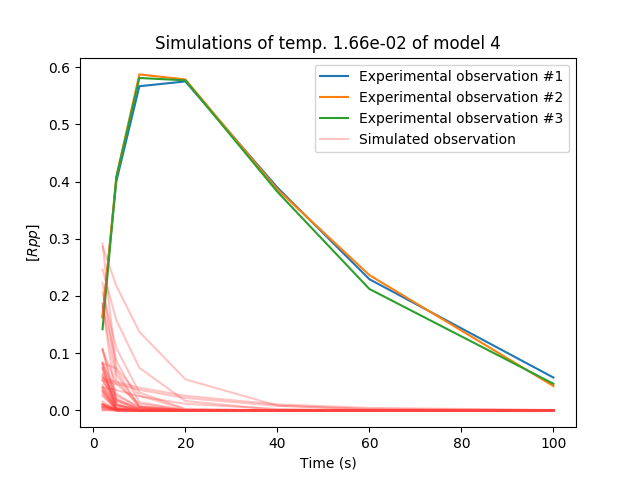 Simulations of temp. 1.66e-02 of model 4
Experimental observation #1
Experimental observation #2
Experimental observation #3
Simulated observation
[Rpp]
0.6
0.5
0.4
0.3
0.2
0.1
0.0
0 20 40 60 80 100
Time (s)